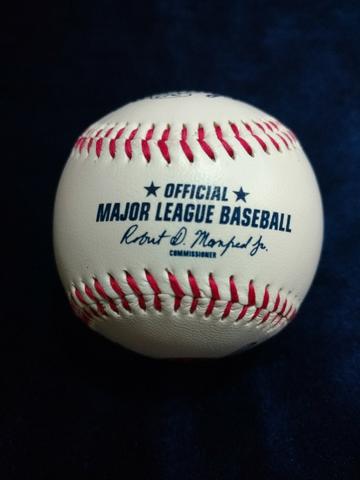 ★ OFFICIAL ★
MAJOR LEAGUE BASEBALL
Robert D. Manfred Jr.
COMMISSIONER